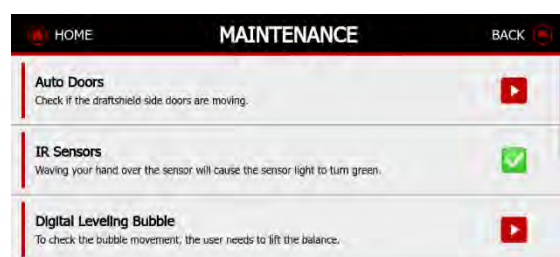 HOME MAINTENANCE BACK
Auto Doors
Check if the draftshield side doors are moving.
IR Sensors
Waving your hand over the sensor will cause the sensor light to turn green.
Digital Leveling Bubble
To check the bubble movement, the user needs to lift the balance.